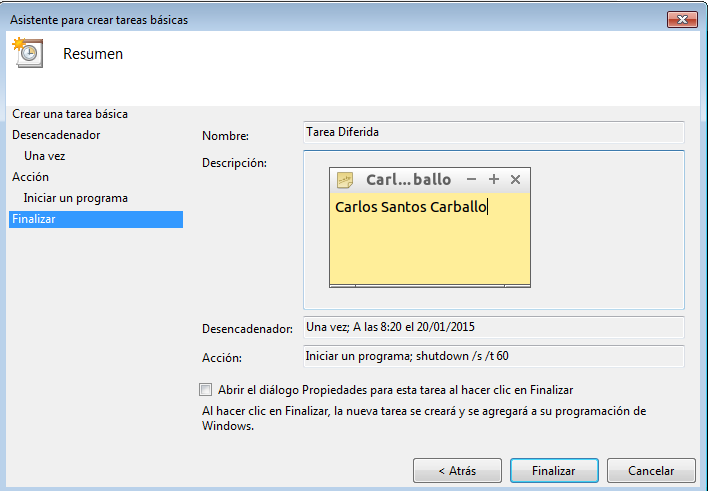 Asistente para crear tareas básicas
Resumen
Crear una tarea básica
Desencadenador
Una vez
Acción
Iniciar un programa
Finalizar
Nombre:
Tarea Diferida
Descripción:
Carl...ballo
Carlos Santos Carballo
Desencadenador:
Una vez; A las 8:20 el 20/01/2015
Acción:
Iniciar un programa; shutdown /s /t 60
Abrir el diálogo Propiedades para esta tarea al hacer clic en Finalizar
Al hacer clic en Finalizar, la nueva tarea se creará y se agregará a su programación de
Windows.
< Atrás
Finalizar
Cancelar